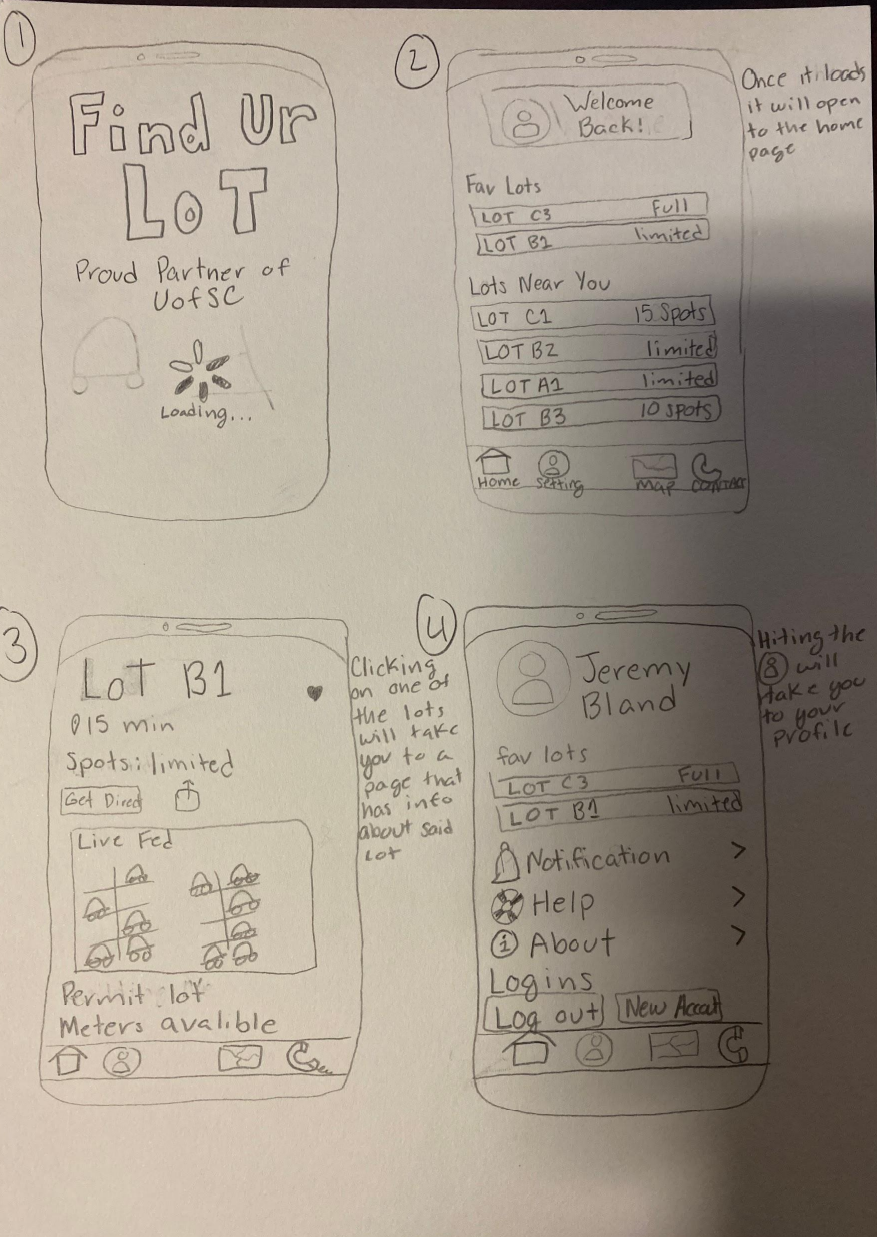 1
Find Ur
LoT
Proud Partner of
UofSC
Loading...
2
Welcome
Back!
Fav Lots
LOT C3 Full
LOT B1 limited
Lots Near You
LOT C1 15 Spots
LOT B2 limited
LOT A1 limited
LOT B3 10 spots
Home Setting Map CONTACT
Once it loads
it will open
to the home
page
3
LoT B1
15 min
Spots: limited
Get Direct
Live Fed
Permit lot
Meters avalible
Clicking
on one of
the lots
will take
you to a
page that
has info
about said
Lot
4
Jeremy
Bland
fav lots
LOT C3 Full
LOT B1 limited
Notification >
Help >
i About >
Logins
Log out New Accout
Hiting the
will
take you
to your
profile